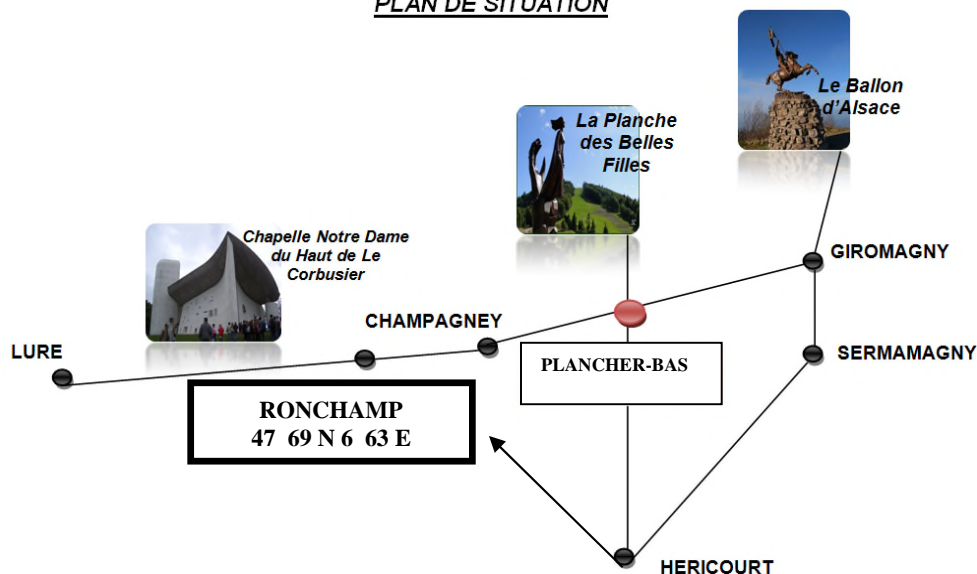 PLAN DE SITUATION
Le Ballon
d'Alsace
La Planche
des Belles
Filles
Chapelle Notre Dame
du Haut de Le
Corbusier
GIROMAGNY
CHAMPAGNEY
LURE
SERMAMAGNY
PLANCHER-BAS
RONCHAMP
47 69 N 6 63 E
HERICOURT